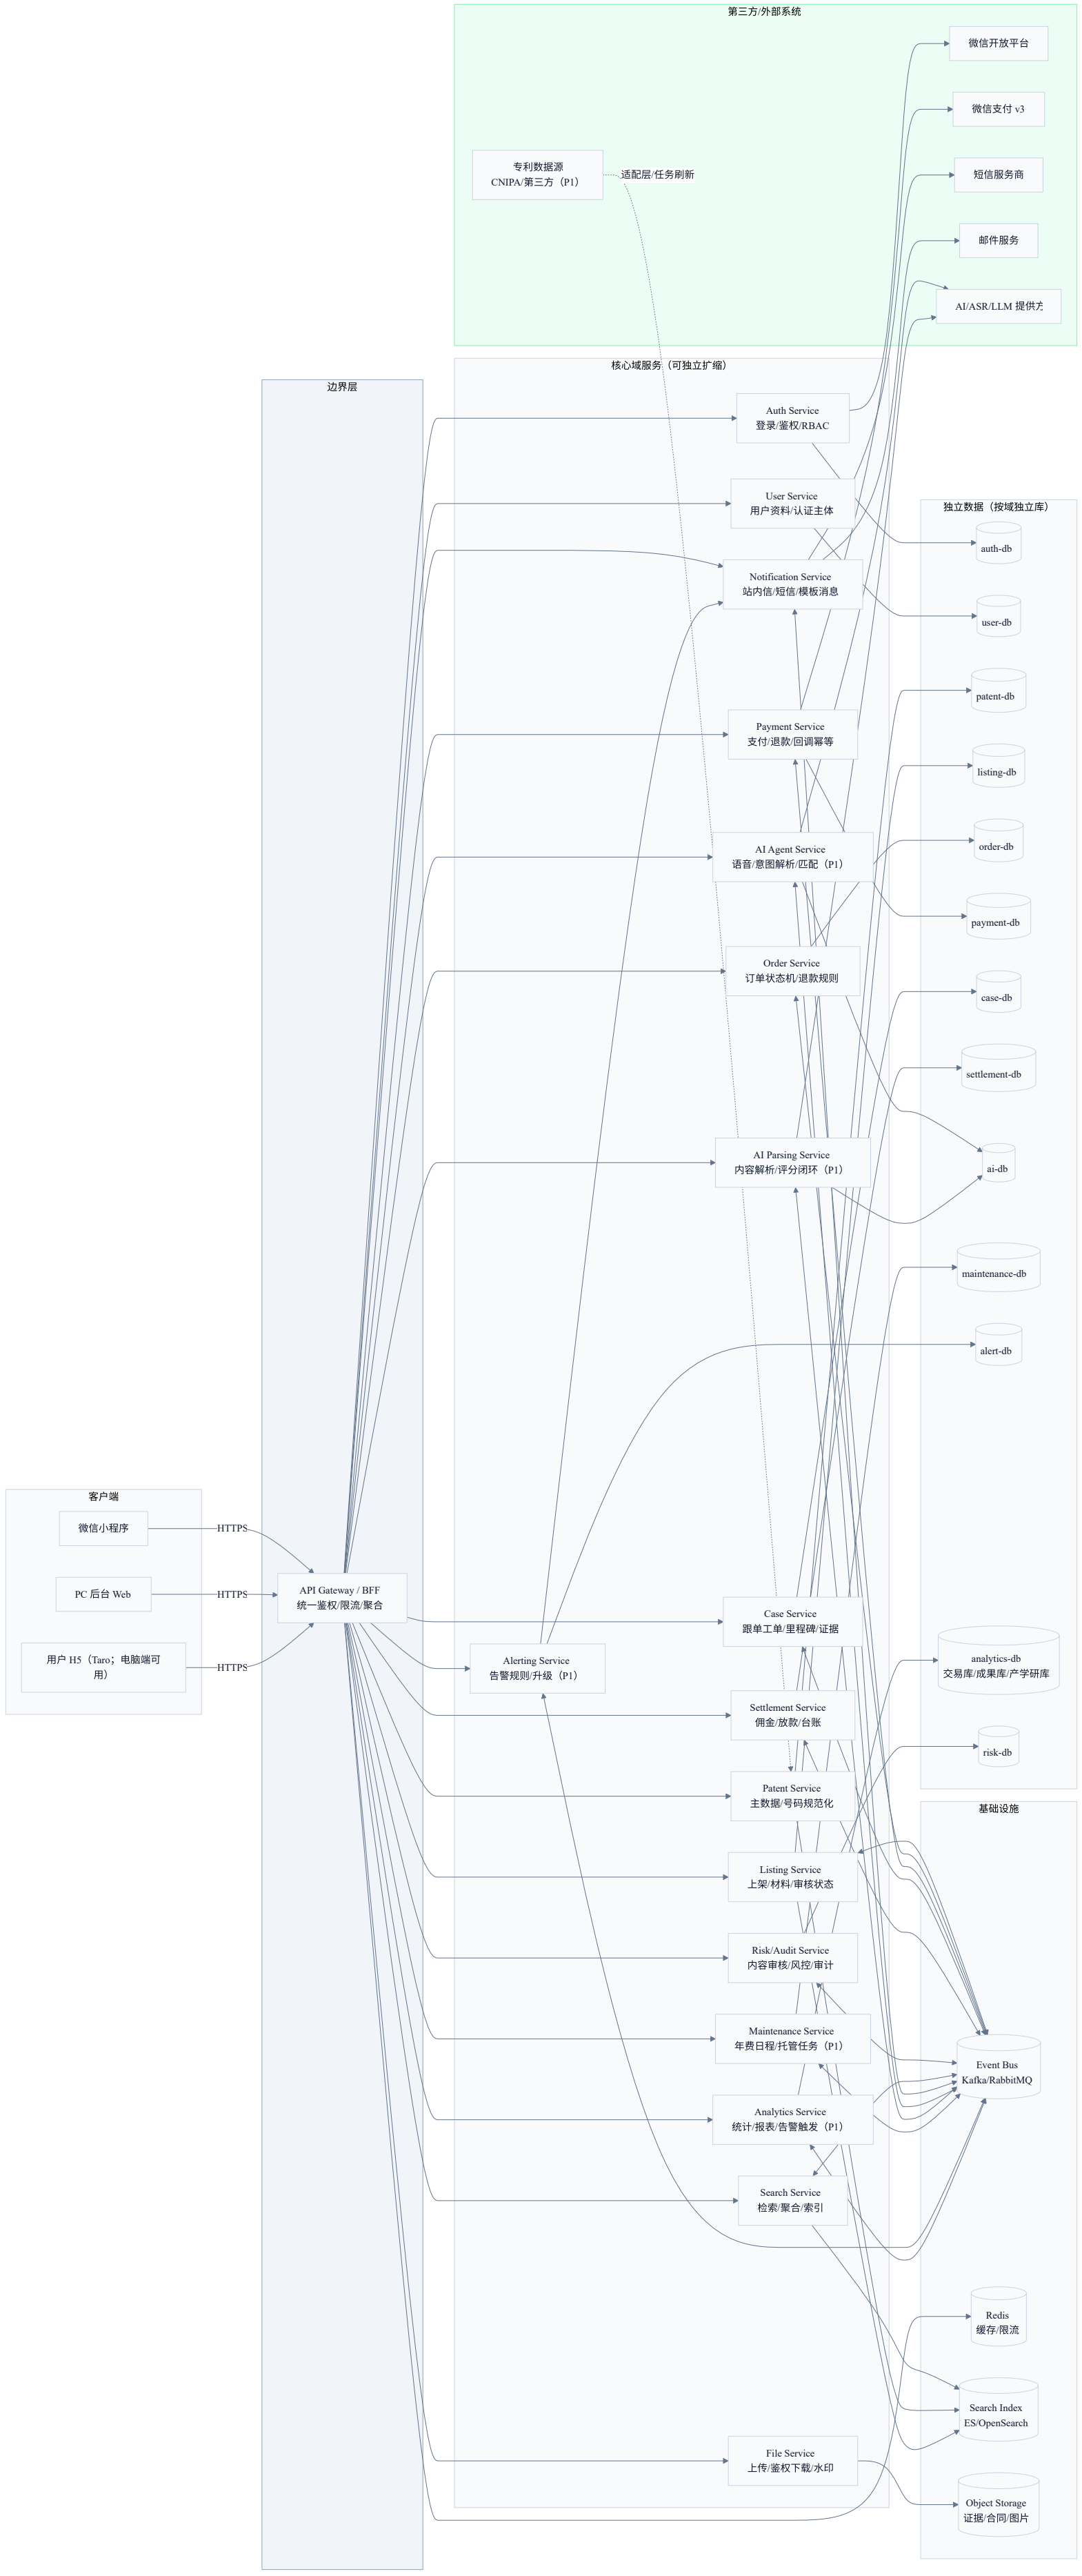 第三方/外部系统
微信开放平台
微信支付 v3
短信服务商
邮件服务
AI/ASR/LLM 提供方
专利数据源
CNIPA/第三方（P1）
适配层/任务刷新
核心域服务（可独立扩缩）
Auth Service
登录/鉴权/RBAC
User Service
用户资料/认证主体
Notification Service
站内信/短信/模板消息
Payment Service
支付/退款/回调幂等
AI Agent Service
语音/意图解析/匹配（P1）
Order Service
订单状态机/退款规则
AI Parsing Service
内容解析/评分闭环（P1）
Case Service
跟单工单/里程碑/证据
Alerting Service
告警规则/升级（P1）
Settlement Service
佣金/放款/台账
Patent Service
主数据/号码规范化
Listing Service
上架/材料/审核状态
Risk/Audit Service
内容审核/风控/审计
Maintenance Service
年费日程/托管任务（P1）
Analytics Service
统计/报表/告警触发（P1）
Search Service
检索/聚合/索引
File Service
上传/鉴权下载/水印
边界层
API Gateway / BFF
统一鉴权/限流/聚合
客户端
微信小程序
PC 后台 Web
用户 H5（Taro；电脑端可
用）
HTTPS
HTTPS
HTTPS
独立数据（按域独立库）
auth-db
user-db
patent-db
listing-db
order-db
payment-db
case-db
settlement-db
ai-db
maintenance-db
alert-db
analytics-db
交易库/成果库/产学研库
risk-db
基础设施
Event Bus
Kafka/RabbitMQ
Redis
缓存/限流
Search Index
ES/OpenSearch
Object Storage
证据/合同/图片